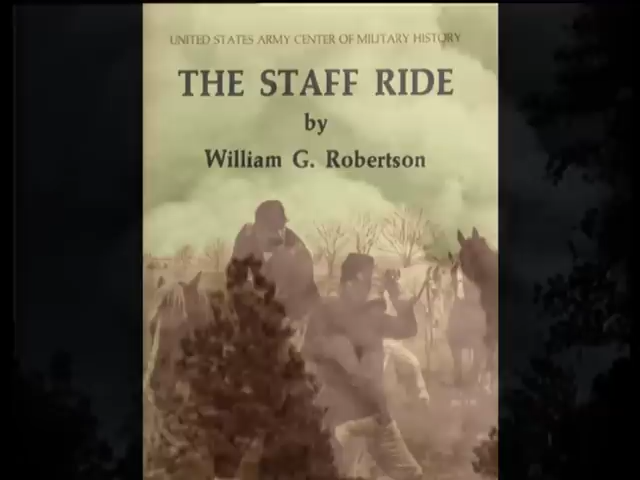 UNITED STATES ARMY CENTER OF MILITARY HISTORY
THE STAFF RIDE
by
William G. Robertson